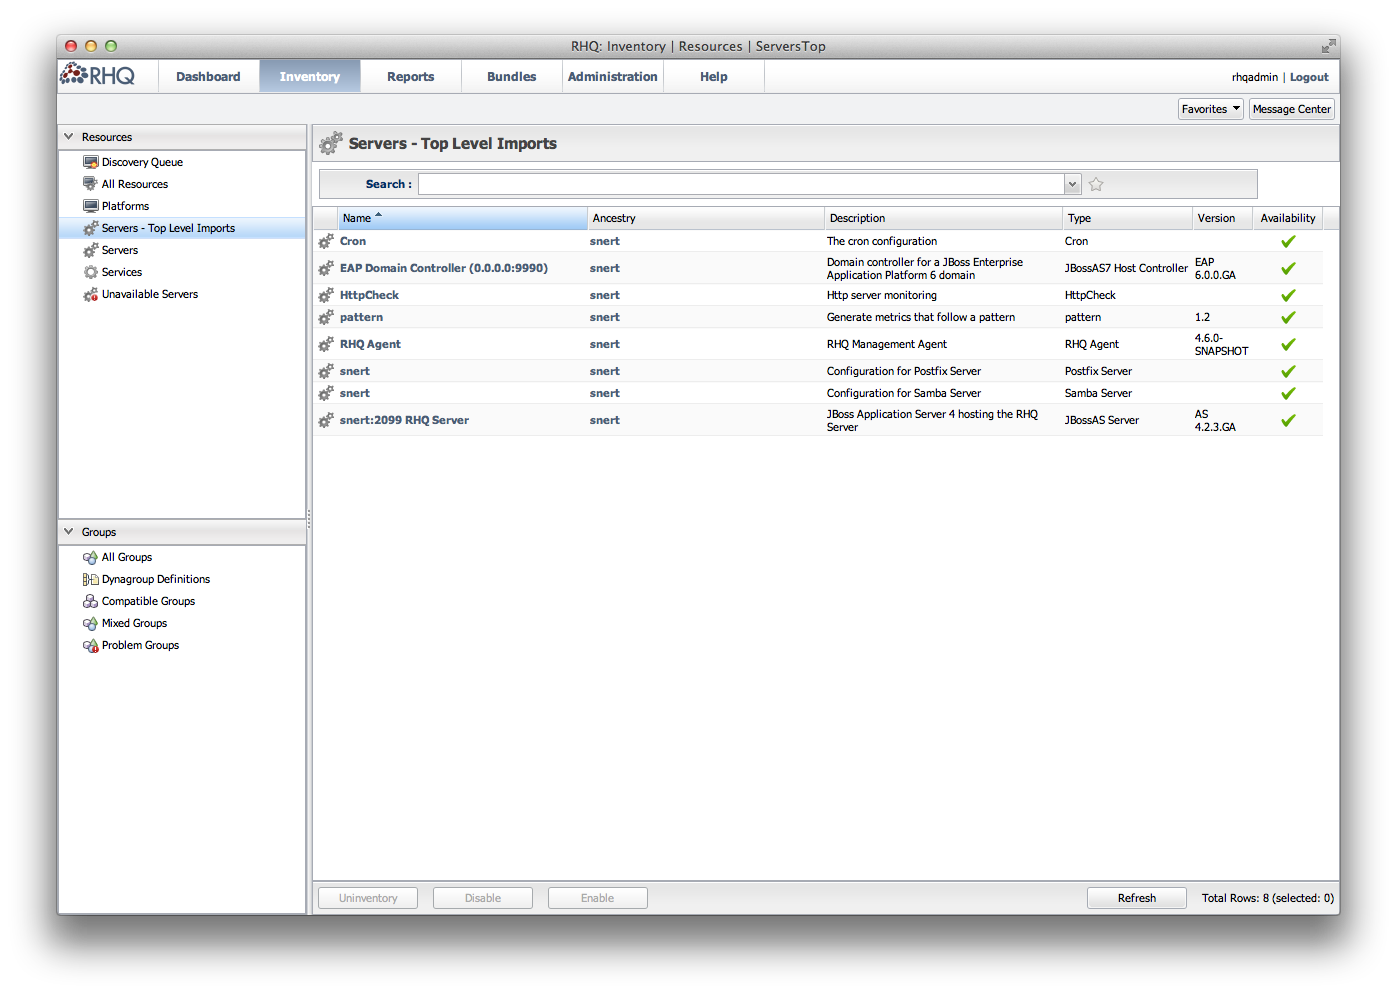 RHQ: Inventory | Resources | ServersTop
RHQ Dashboard Inventory Reports Bundles Administration Help rhqadmin | Logout
Favorites Message Center
Resources
Discovery Queue
All Resources
Platforms
Servers - Top Level Imports
Servers
Services
Unavailable Servers
Groups
All Groups
Dynagroup Definitions
Compatible Groups
Mixed Groups
Problem Groups
Servers - Top Level Imports
Search :
Name Ancestry Description Type Version Availability
Cron snert The cron configuration Cron
EAP Domain Controller (0.0.0.0:9990) snert Domain controller for a JBoss Enterprise JBossAS7 Host Controller EAP
Application Platform 6 domain 6.0.0.GA
HttpCheck snert Http server monitoring HttpCheck
pattern snert Generate metrics that follow a pattern pattern 1.2
RHQ Agent snert RHQ Management Agent RHQ Agent 4.6.0-
SNAPSHOT
snert snert Configuration for Postfix Server Postfix Server
snert snert Configuration for Samba Server Samba Server
snert:2099 RHQ Server snert JBoss Application Server 4 hosting the RHQ JBossAS Server AS
Server 4.2.3.GA
Uninventory Disable Enable Refresh Total Rows: 8 (selected: 0)